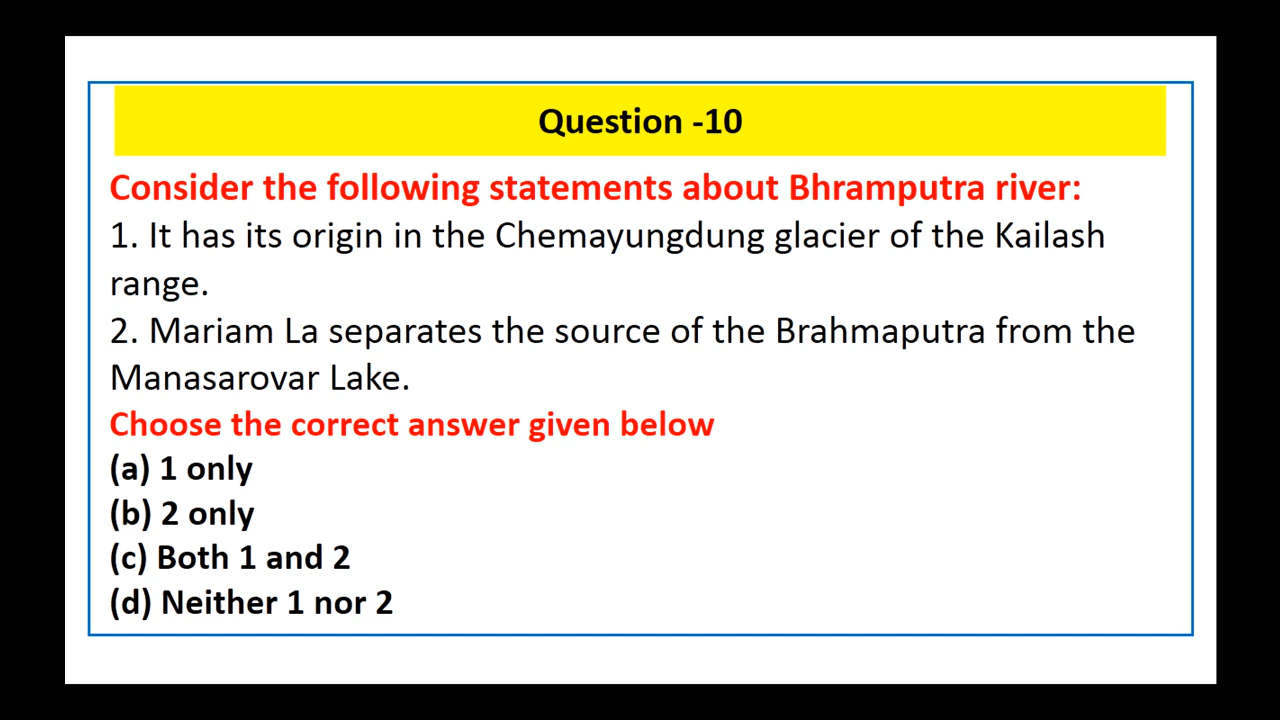 Question -10
Consider the following statements about Bhramputra river:
1. It has its origin in the Chemayungdung glacier of the Kailash
range.
2. Mariam La separates the source of the Brahmaputra from the
Manasarovar Lake.
Choose the correct answer given below
(a) 1 only
(b) 2 only
(c) Both 1 and 2
(d) Neither 1 nor 2